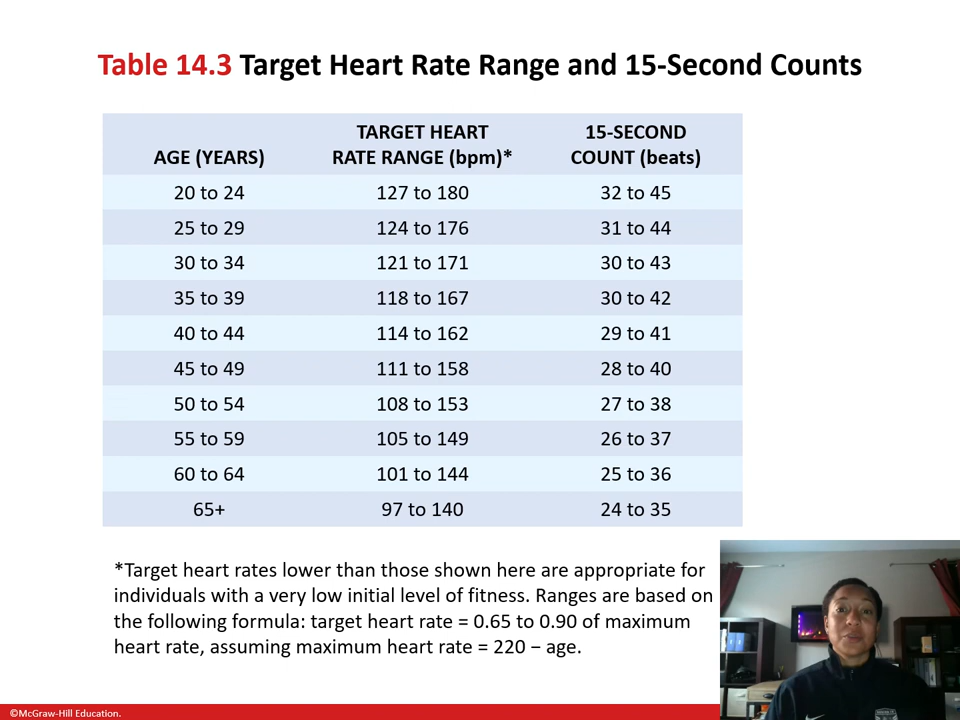 Table 14.3 Target Heart Rate Range and 15-Second Counts
AGE (YEARS) TARGET HEART RATE RANGE (bpm)* 15-SECOND COUNT (beats)
20 to 24 127 to 180 32 to 45
25 to 29 124 to 176 31 to 44
30 to 34 121 to 171 30 to 43
35 to 39 118 to 167 30 to 42
40 to 44 114 to 162 29 to 41
45 to 49 111 to 158 28 to 40
50 to 54 108 to 153 27 to 38
55 to 59 105 to 149 26 to 37
60 to 64 101 to 144 25 to 36
65+ 97 to 140 24 to 35
*Target heart rates lower than those shown here are appropriate for
individuals with a very low initial level of fitness. Ranges are based on
the following formula: target heart rate = 0.65 to 0.90 of maximum
heart rate, assuming maximum heart rate = 220 − age.
©McGraw-Hill Education.